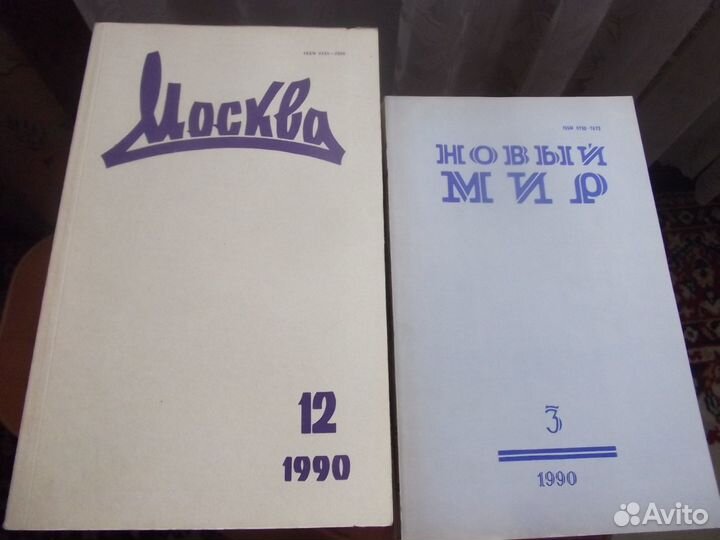 Москва
12
1990
НОВЫЙ
МИР
3
1990
Avito